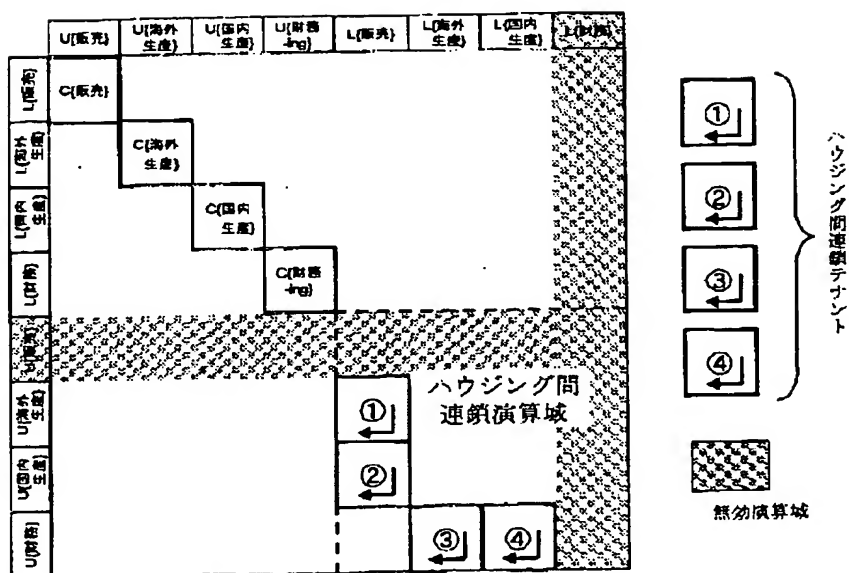 U{販売}
U{海外
生産}
U{国内
生産}
U{財務
-ing}
L{販売}
L{海外
生産}
L{国内
生産}
L{財務}
L{販売}
C{販売}
L{海外
生産}
C{海外
生産}
L{国内
生産}
C{国内
生産}
L{財務}
C{財務
-ing}
U{販売}
U{海外
生産}
①
ハウジング間
連鎖演算域
U{国内
生産}
②
U{財務}
③
④
①
②
③
④
ハウジング間連鎖テナント
無効演算域